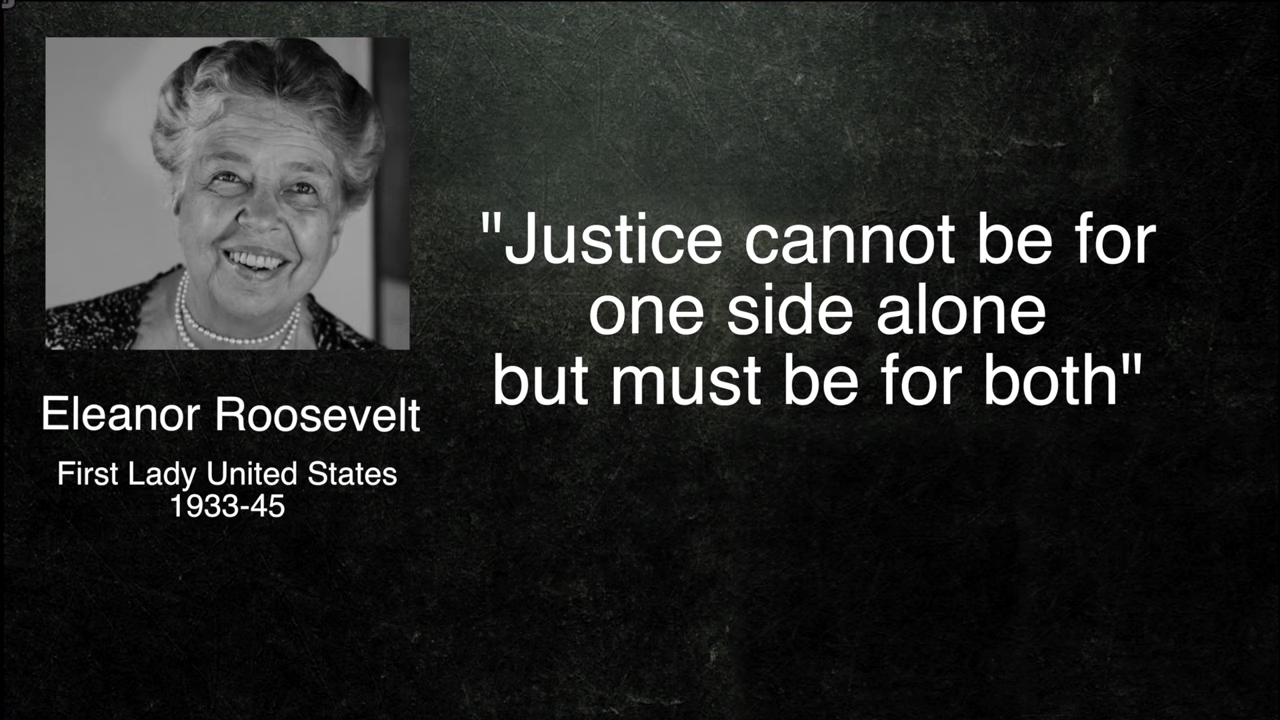 Eleanor Roosevelt
First Lady United States
1933-45
"Justice cannot be for
one side alone
but must be for both"